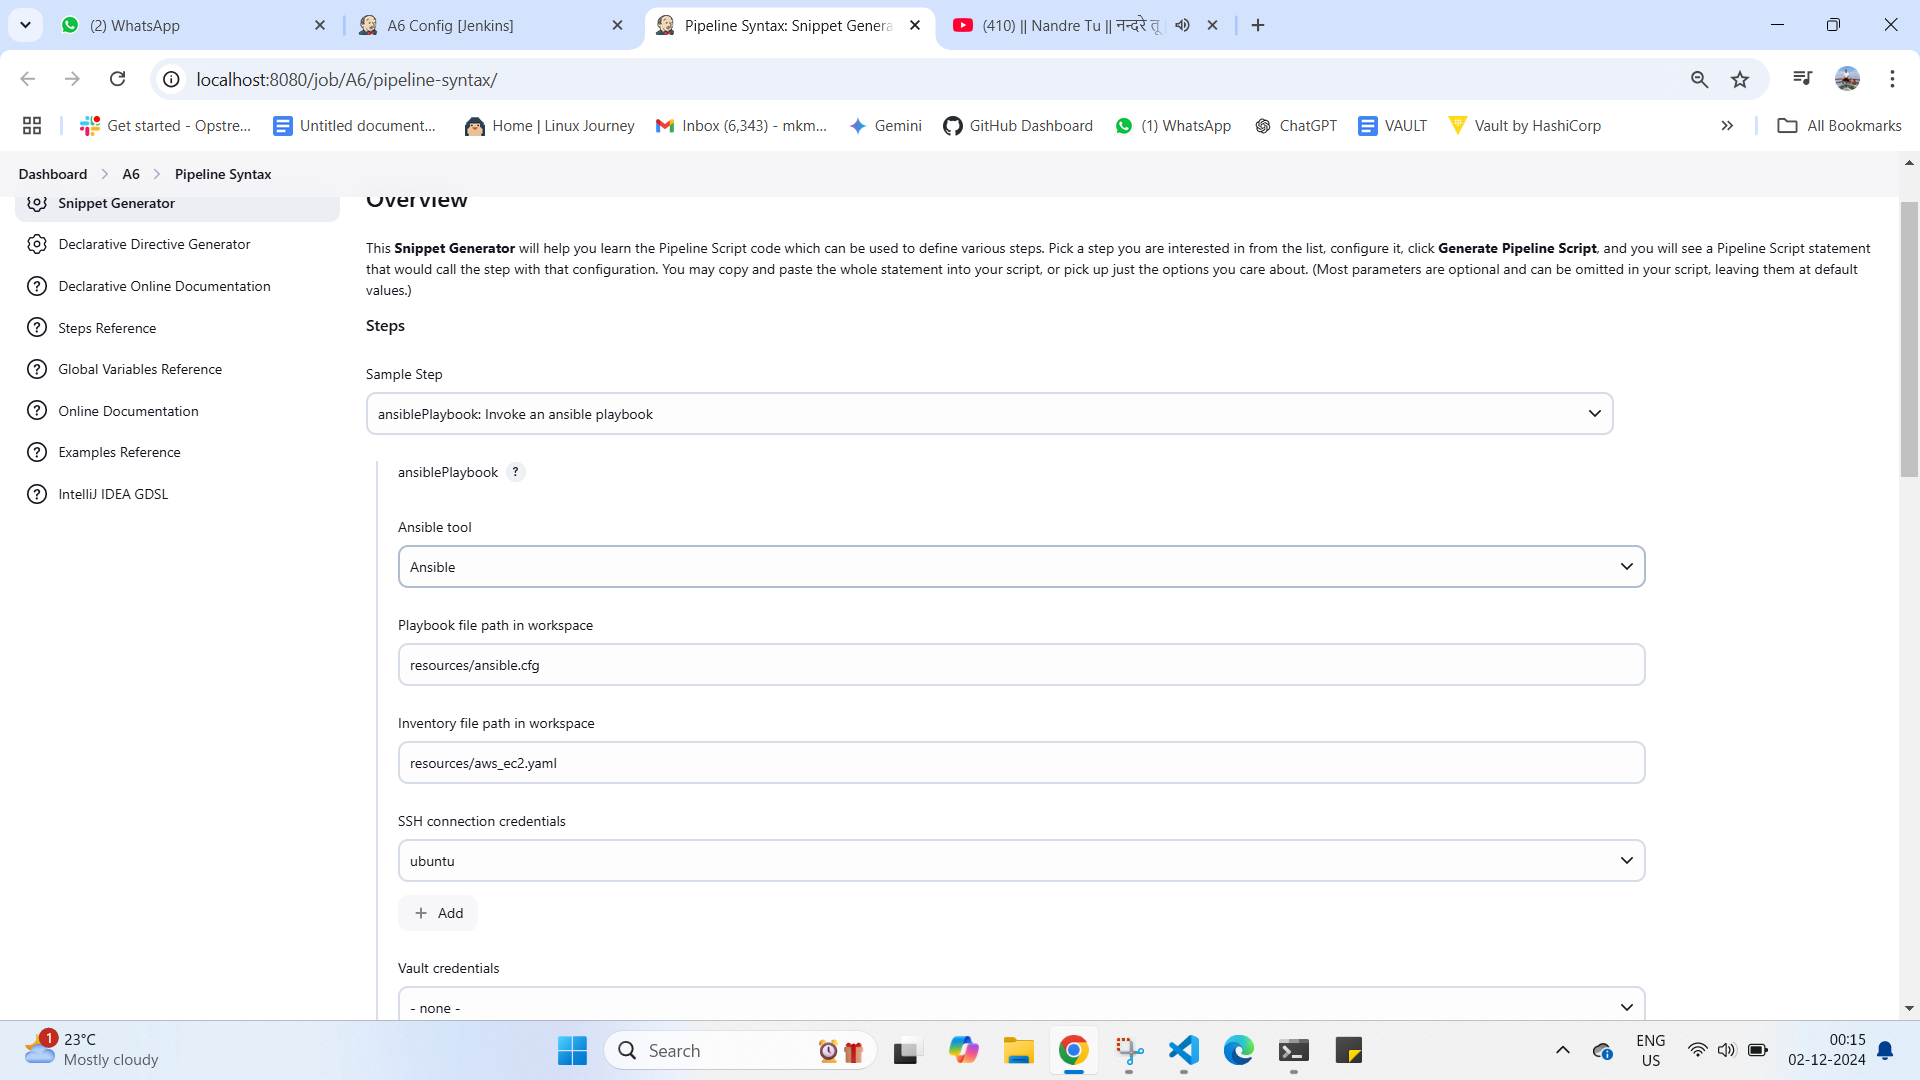 (2) WhatsApp
A6 Config [Jenkins]
Pipeline Syntax: Snippet Genera
(410) || Nandre Tu || नन्दरे तू
localhost:8080/job/A6/pipeline-syntax/
Get started - Opstre...
Untitled document...
Home | Linux Journey
Inbox (6,343) - mkm...
Gemini
GitHub Dashboard
(1) WhatsApp
ChatGPT
VAULT
Vault by HashiCorp
All Bookmarks
Dashboard
A6
Pipeline Syntax
Snippet Generator
Declarative Directive Generator
Declarative Online Documentation
Steps Reference
Global Variables Reference
Online Documentation
Examples Reference
IntelliJ IDEA GDSL
Overview
This Snippet Generator will help you learn the Pipeline Script code which can be used to define various steps. Pick a step you are interested in from the list, configure it, click Generate Pipeline Script, and you will see a Pipeline Script statement
that would call the step with that configuration. You may copy and paste the whole statement into your script, or pick up just the options you care about. (Most parameters are optional and can be omitted in your script, leaving them at default
values.)
Steps
Sample Step
ansiblePlaybook: Invoke an ansible playbook
ansiblePlaybook ?
Ansible tool
Ansible
Playbook file path in workspace
resources/ansible.cfg
Inventory file path in workspace
resources/aws_ec2.yaml
SSH connection credentials
ubuntu
Add
Vault credentials
- none -
1
23°C
Mostly cloudy
Search
ENG
US
00:15
02-12-2024